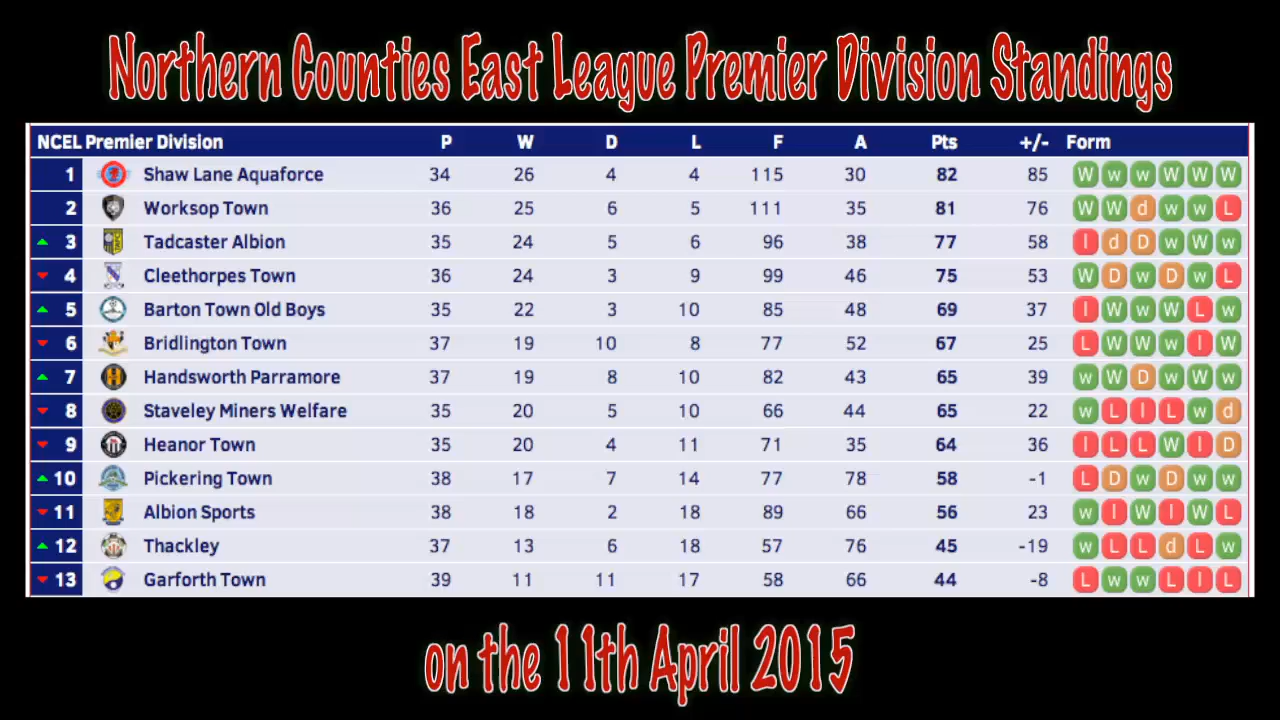 Northern Counties East League Premier Division Standings
NCEL Premier Division P W D L F A Pts +/- Form
1 Shaw Lane Aquaforce 34 26 4 4 115 30 82 85 W w w W W W
2 Worksop Town 36 25 6 5 111 35 81 76 W W d w w L
3 Tadcaster Albion 35 24 5 6 96 38 77 58 l d D w W w
4 Cleethorpes Town 36 24 3 9 99 46 75 53 W D w D w L
5 Barton Town Old Boys 35 22 3 10 85 48 69 37 l W w W L w
6 Bridlington Town 37 19 10 8 77 52 67 25 L W W w l W
7 Handsworth Parramore 37 19 8 10 82 43 65 39 w W D w W w
8 Staveley Miners Welfare 35 20 5 10 66 44 65 22 w L l L w d
9 Heanor Town 35 20 4 11 71 35 64 36 l L L W l D
10 Pickering Town 38 17 7 14 77 78 58 -1 L D w D w w
11 Albion Sports 38 18 2 18 89 66 56 23 w l W l W L
12 Thackley 37 13 6 18 57 76 45 -19 w L L d L w
13 Garforth Town 39 11 11 17 58 66 44 -8 L w w L l L
on the 11th April 2015